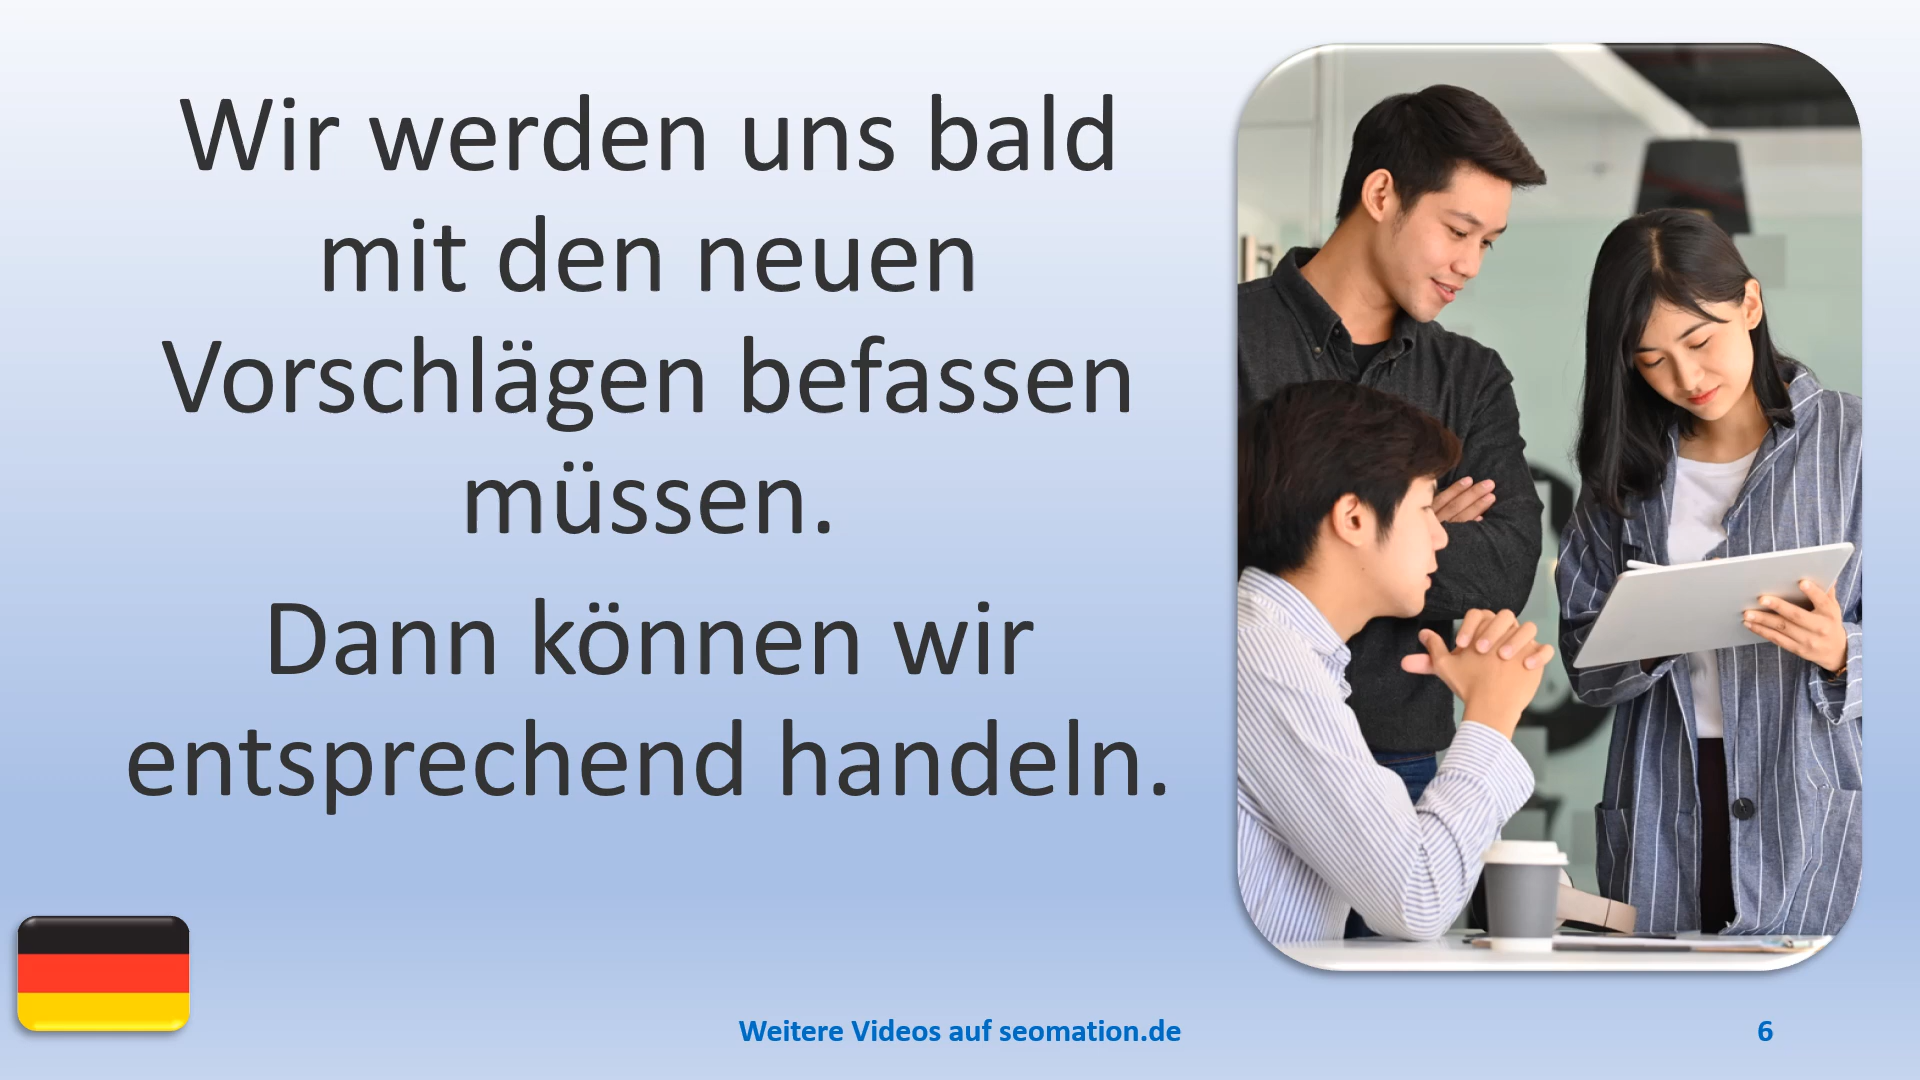 Wir werden uns bald
mit den neuen
Vorschlägen befassen
müssen.
Dann können wir
entsprechend handeln.
Weitere Videos auf seomation.de
6